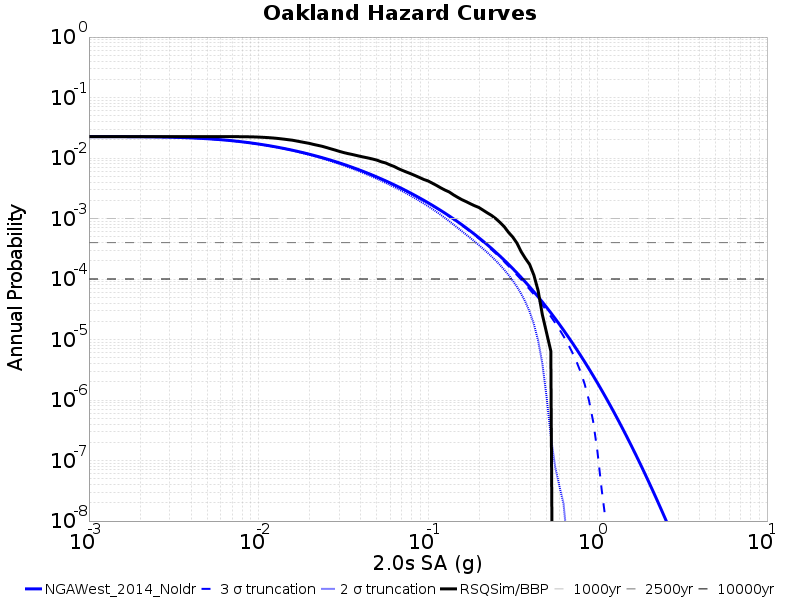 Oakland Hazard Curves
10^0
10^-1
10^-2
10^-3
10^-4
10^-5
10^-6
10^-7
10^-8
Annual Probability
10^-3 10^-2 10^-1 10^0 10^1
2.0s SA (g)
NGAWest_2014_NoIdr 3 σ truncation 2 σ truncation RSQSim/BBP 1000yr 2500yr 10000yr